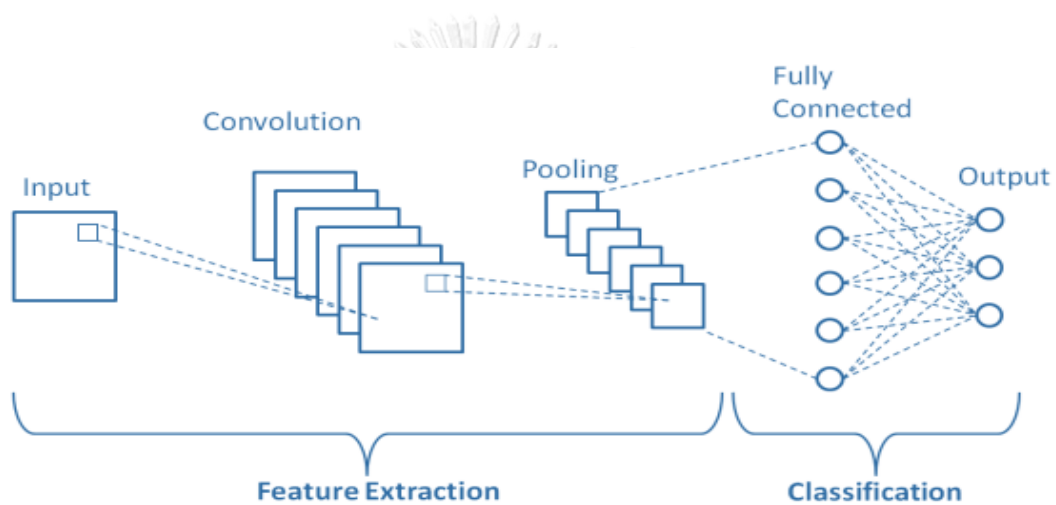 Fully
Connected
Convolution
Pooling
Output
Input
Feature Extraction
Classification